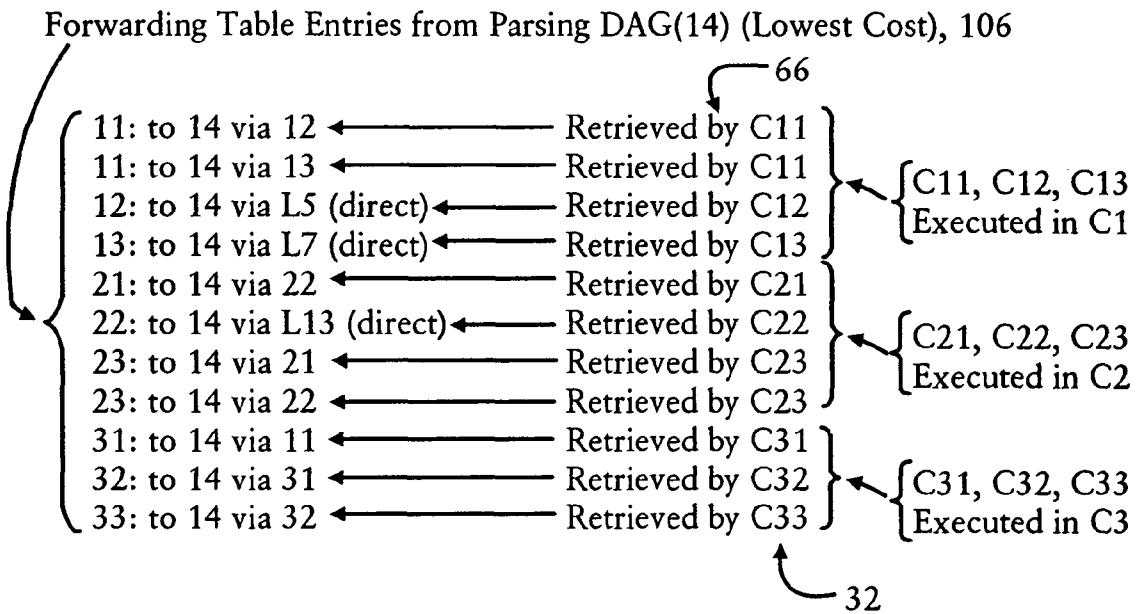 Forwarding Table Entries from Parsing DAG(14) (Lowest Cost), 106
66
11: to 14 via 12 Retrieved by C11
11: to 14 via 13 Retrieved by C11
12: to 14 via L5 (direct) Retrieved by C12
13: to 14 via L7 (direct) Retrieved by C13
C11, C12, C13
Executed in C1
21: to 14 via 22 Retrieved by C21
22: to 14 via L13 (direct) Retrieved by C22
23: to 14 via 21 Retrieved by C23
23: to 14 via 22 Retrieved by C23
C21, C22, C23
Executed in C2
31: to 14 via 11 Retrieved by C31
32: to 14 via 31 Retrieved by C32
33: to 14 via 32 Retrieved by C33
C31, C32, C33
Executed in C3
32